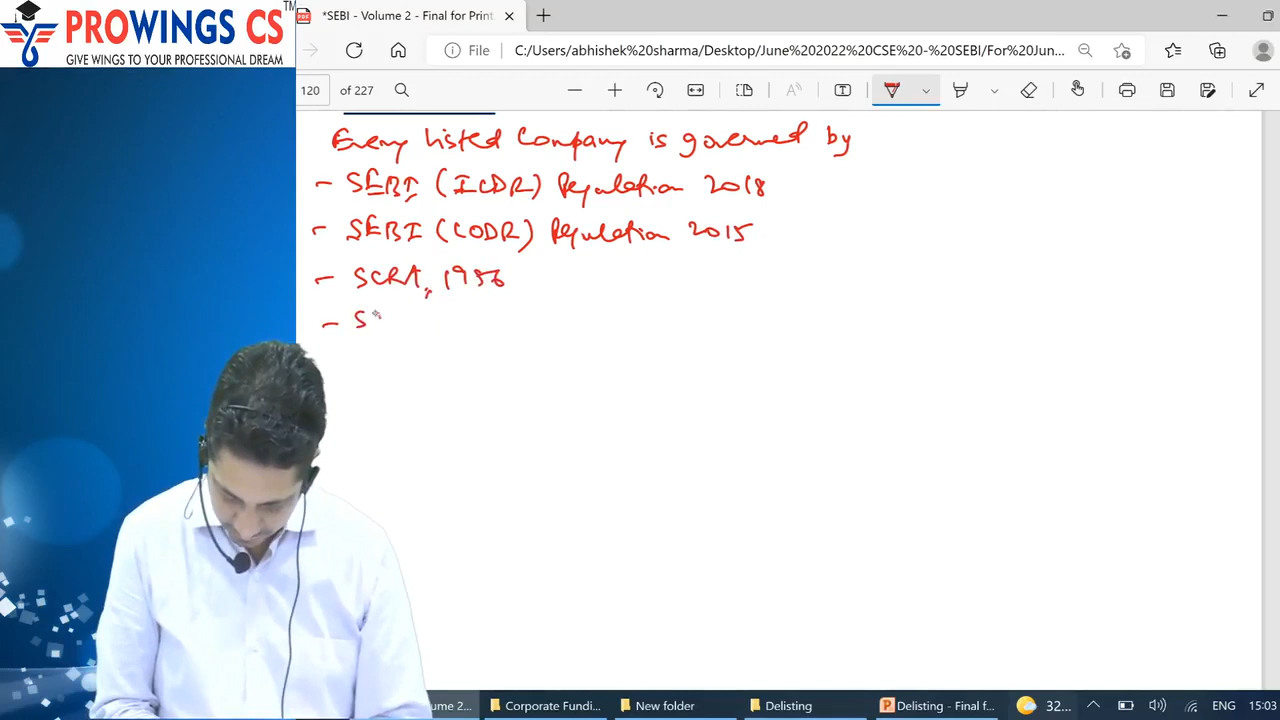 PROWINGS CS™
GIVE WINGS TO YOUR PROFESSIONAL DREAM
*SEBI - Volume 2 - Final for Print
File C:/Users/abhishek%20sharma/Desktop/June%202022%20CSE%20-%20SEBI/For%20Jun...
120 of 227
Every listed Company is governed by
- SEBI (ICDR) Regulation 2018
- SEBI (LODR) Regulation 2015
- SCRA, 1956
- S
ume 2... Corporate Fundi... New folder Delisting Delisting - Final f... 32... ENG 15:03